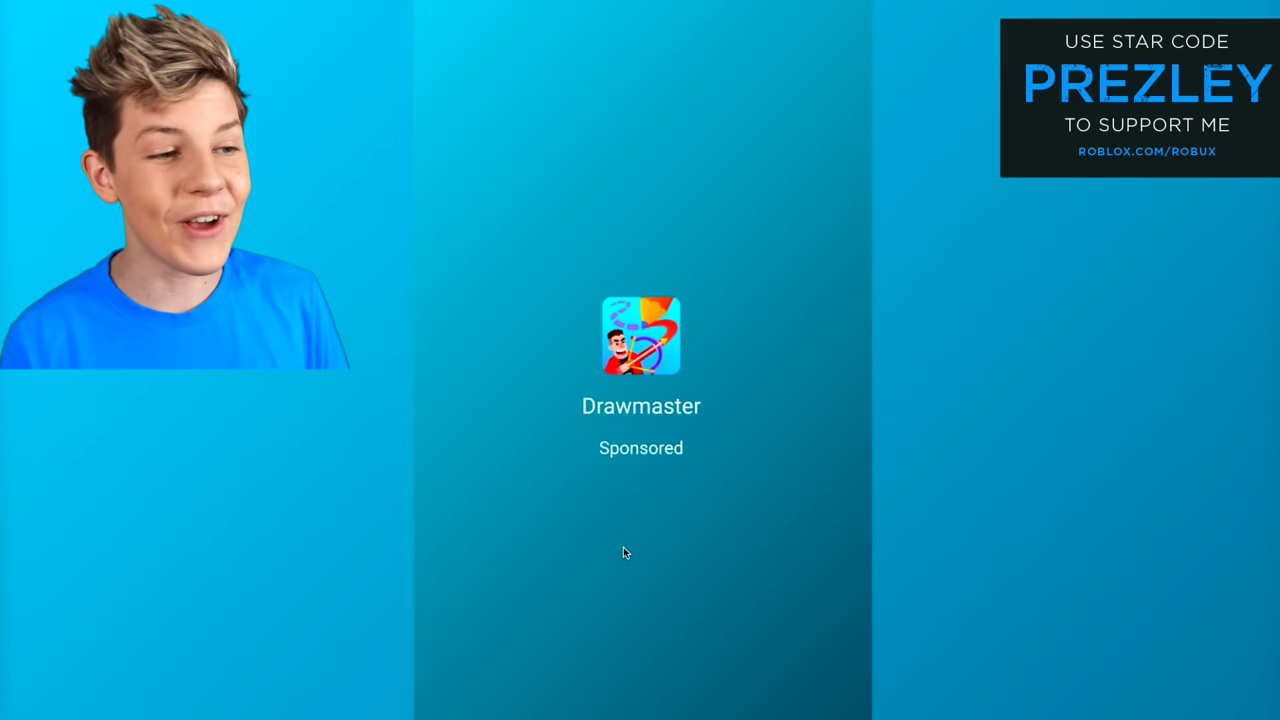 USE STAR CODE
PREZLEY
TO SUPPORT ME
ROBLOX.COM/ROBUX
Drawmaster
Sponsored